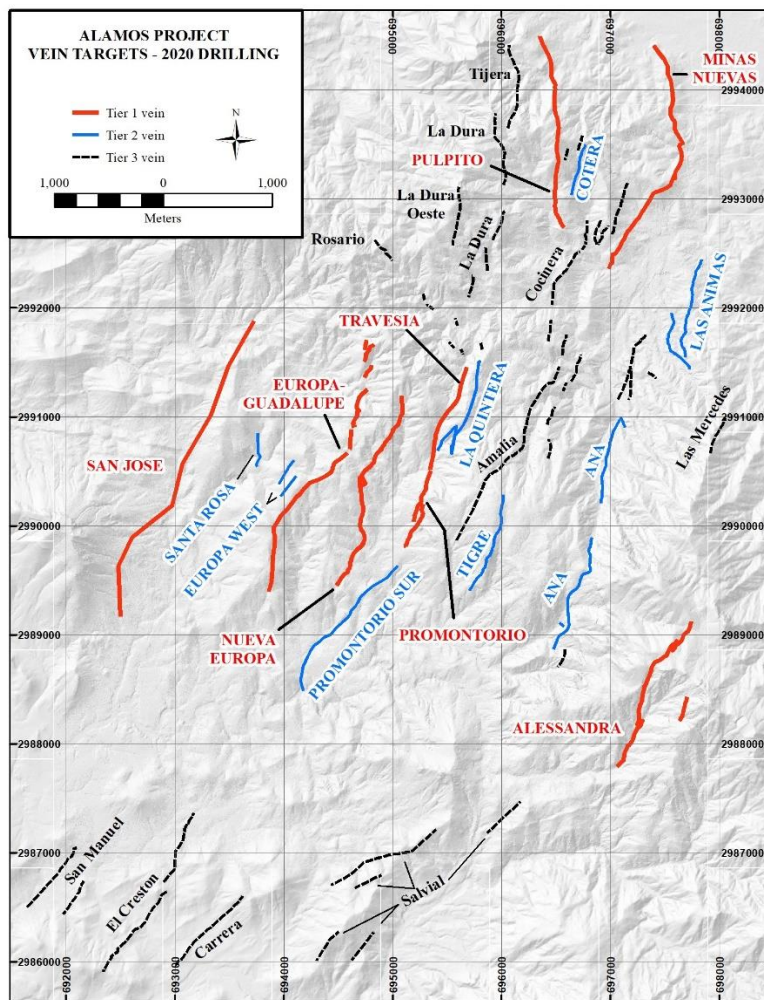 ALAMOS PROJECT
VEIN TARGETS - 2020 DRILLING
Tier 1 vein
Tier 2 vein
Tier 3 vein
N
1,000 0 1,000
Meters
695000
696000
697000
698000
2994000
2993000
2992000
2992000
2991000
2991000
2990000
2990000
2989000
2989000
2988000
2988000
2987000
2987000
2986000
2986000
Tijera
MINAS
NUEVAS
La Dura
PULPITO
COTERA
La Dura
Oeste
La Dura
Rosario
Cocinera
TRAVESIA
LAS ANIMAS
EUROPA-
GUADALUPE
LA QUINTERA
Amalia
ANA
Las Mercedes
SAN JOSE
SANTA ROSA
EUROPA WEST
TIGRE
ANA
PROMONTORIO SUR
PROMONTORIO
NUEVA
EUROPA
ALESSANDRA
San Manuel
El Creston
Carrera
Salvial
692000
693000
694000
695000
696000
697000
698000